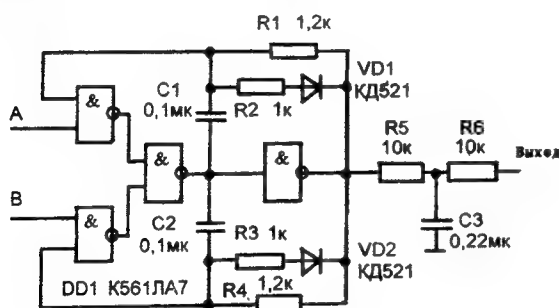 R1 1,2к
C1
0,1мк
R2 1к
VD1
КД521
&
A
&
&
R5
10к
R6
10к
Выход
B
&
C2
0,1мк
R3 1к
C3
0,22мк
VD2
КД521
DD1 К561ЛА7
R4 1,2к